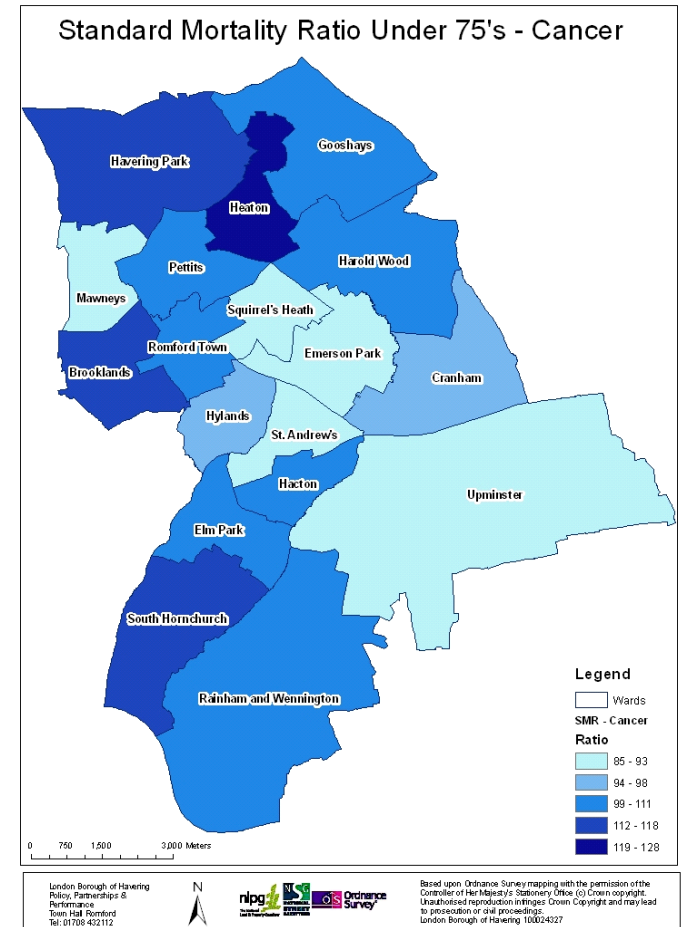 Standard Mortality Ratio Under 75's - Cancer
Gooshays
Havering Park
Heaton
Harold Wood
Pettits
Mawneys
Squirrel's Heath
Romford Town
Emerson Park
Brooklands
Cranham
Hylands
St. Andrew's
Hacton
Upminster
Elm Park
South Hornchurch
Rainham and Wennington
Legend
Wards
SMR - Cancer
Ratio
85 - 93
94 - 98
99 - 111
112 - 118
119 - 128
0 750 1,500 3,000 Meters
London Borough of Havering
Policy, Partnerships &
Performance
Town Hall Romford
Tel: 01708 432112
N
nlpg
NSG
NATIONAL
STREET
GAZETTEER
OS Ordnance
Survey
Based upon Ordnance Survey mapping with the permission of the
Controller of Her Majesty's Stationery Office (c) Crown copyright.
Unauthorised reproduction infringes Crown Copyright and may lead
to prosecution or civil proceedings.
London Borough of Havering 100024327